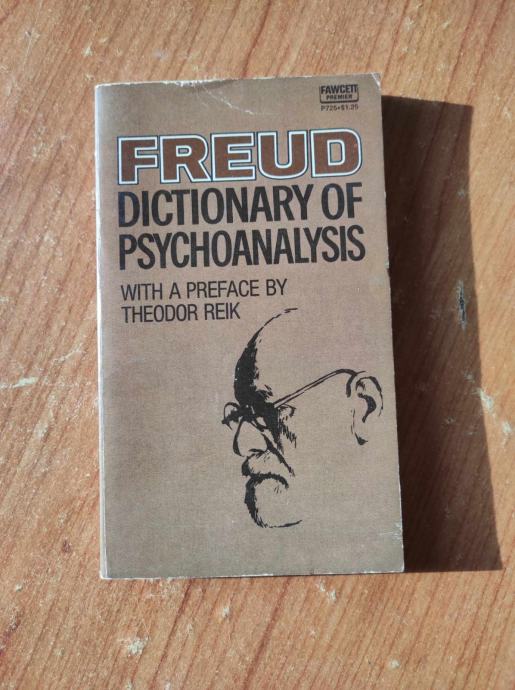 FAWCETT
PREMIER
P725•$1.25
FREUD
DICTIONARY OF
PSYCHOANALYSIS
WITH A PREFACE BY
THEODOR REIK